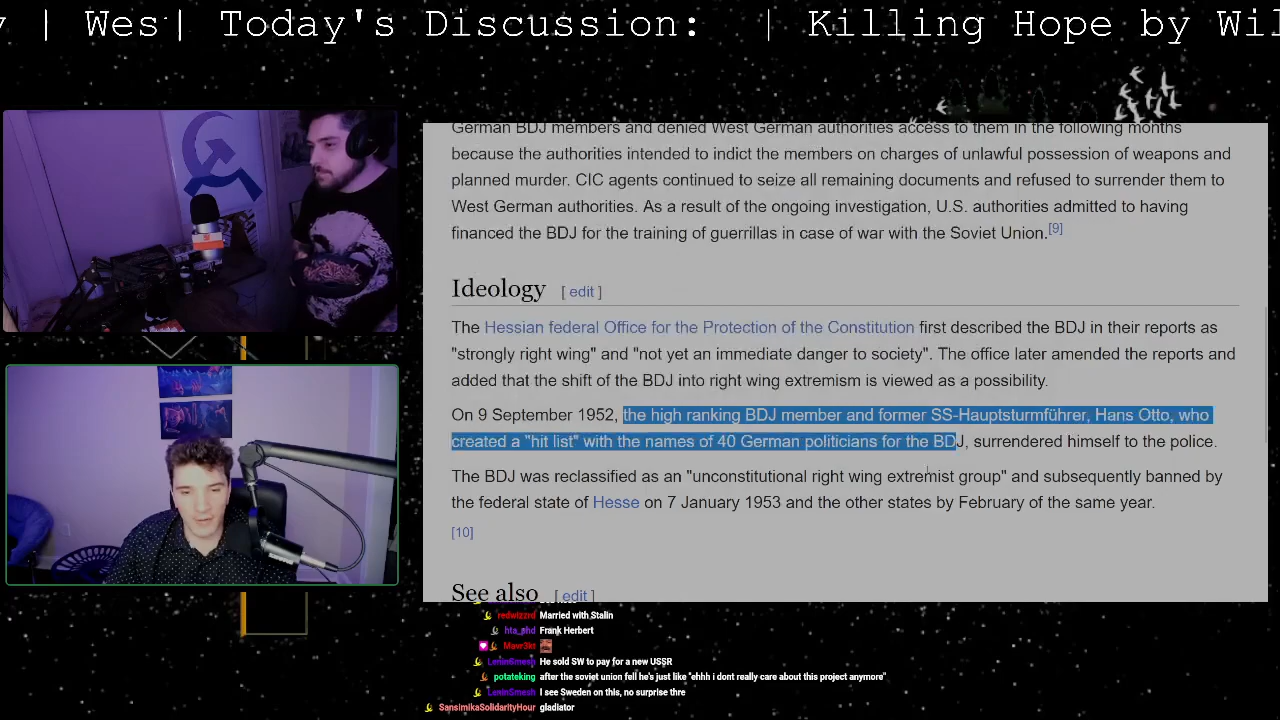 | Wes| Today's Discussion: | Killing Hope by Wil
German BDJ members and denied West German authorities access to them in the following months
because the authorities intended to indict the members on charges of unlawful possession of weapons and
planned murder. CIC agents continued to seize all remaining documents and refused to surrender them to
West German authorities. As a result of the ongoing investigation, U.S. authorities admitted to having
financed the BDJ for the training of guerrillas in case of war with the Soviet Union.[9]
Ideology [ edit ]
The Hessian federal Office for the Protection of the Constitution first described the BDJ in their reports as
"strongly right wing" and "not yet an immediate danger to society". The office later amended the reports and
added that the shift of the BDJ into right wing extremism is viewed as a possibility.
On 9 September 1952, the high ranking BDJ member and former SS-Hauptsturmführer, Hans Otto, who
created a "hit list" with the names of 40 German politicians for the BDJ, surrendered himself to the police.
The BDJ was reclassified as an "unconstitutional right wing extremist group" and subsequently banned by
the federal state of Hesse on 7 January 1953 and the other states by February of the same year.
[10]
See also [ edit ]
redwizzrd Married with Stalin
hta_phd Frank Herbert
Mavr3kt
Lenin5mesh He sold SW to pay for a new USSR
potateking after the soviet union fell he's just like "ehhh i dont really care about this project anymore"
Lenin5mesh I see Sweden on this, no surprise thre
SansimikaSolidarityHour gladiator